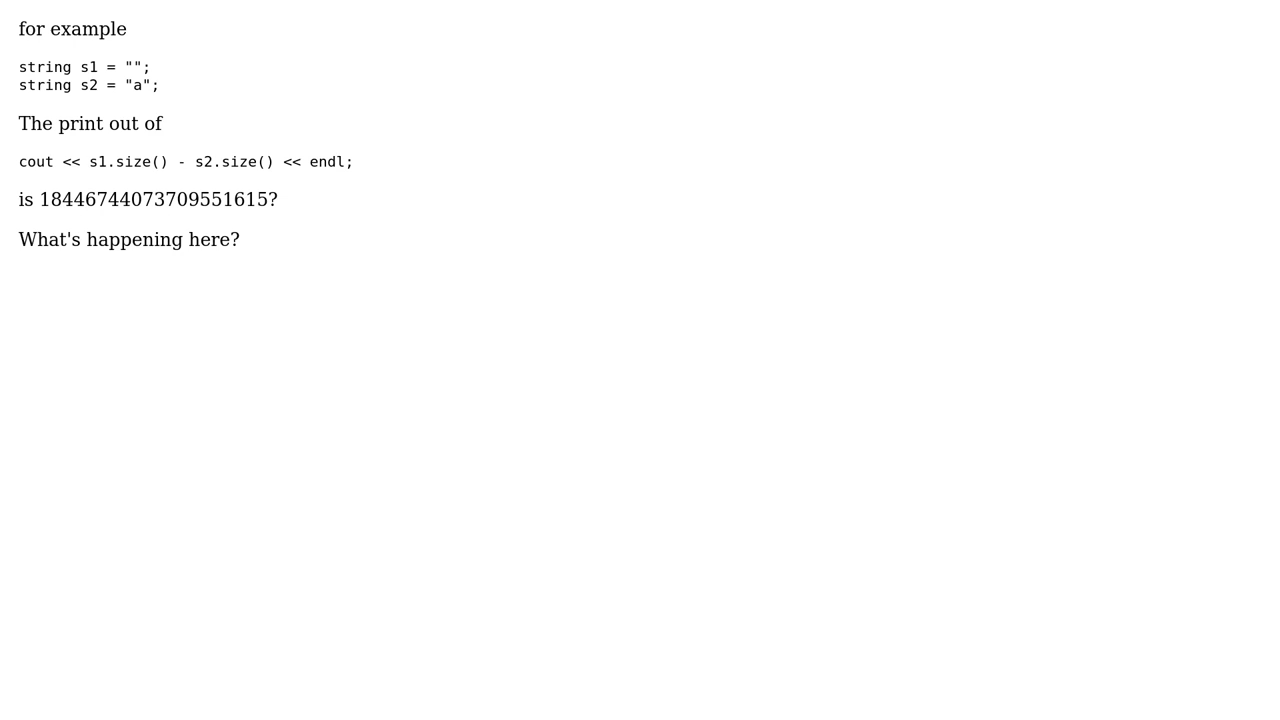 for example
string s1 = "";
string s2 = "a";
The print out of
cout << s1.size() - s2.size() << endl;
is 18446744073709551615?
What's happening here?